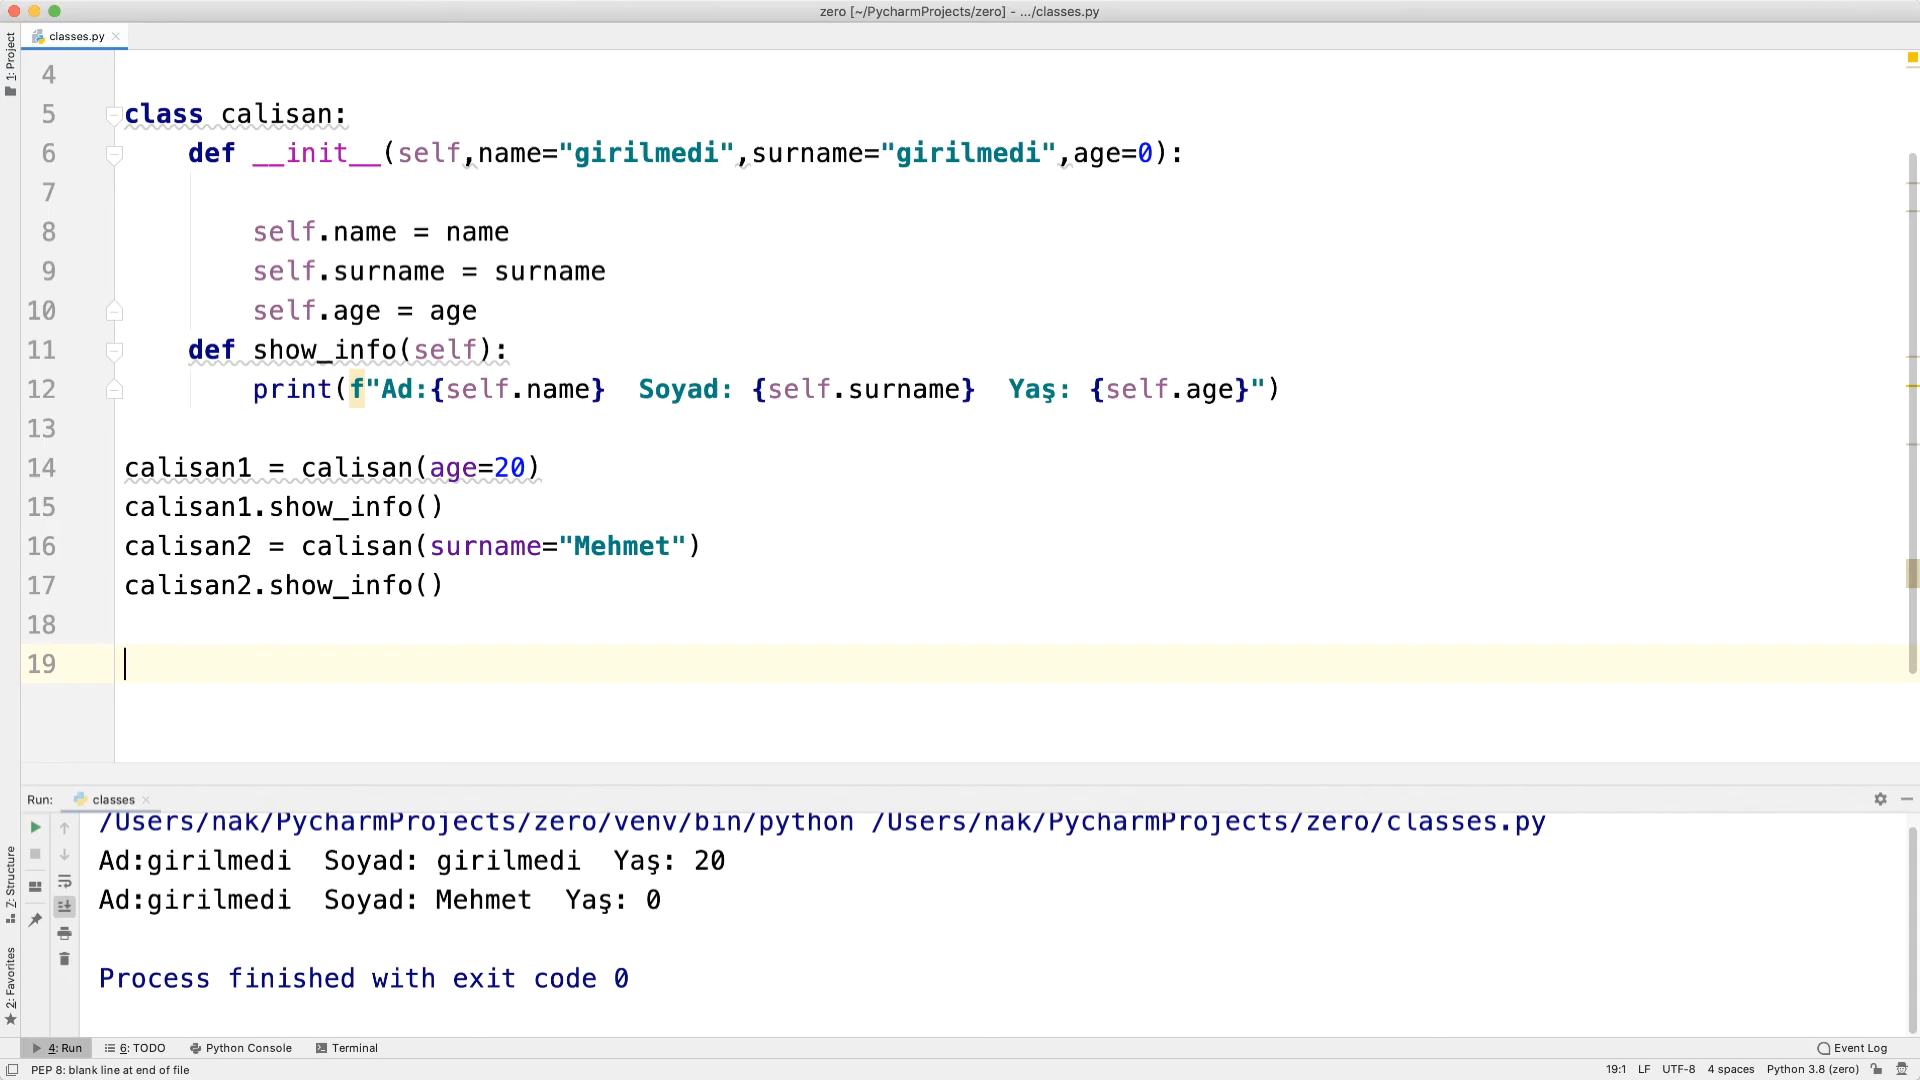 zero [~/PycharmProjects/zero] - .../classes.py
1: Project
classes.py
4
5 class calisan:
6 def __init__(self,name="girilmedi",surname="girilmedi",age=0):
7
8 self.name = name
9 self.surname = surname
10 self.age = age
11 def show_info(self):
12 print(f"Ad:{self.name}  Soyad: {self.surname}  Yaş: {self.age}")
13
14 calisan1 = calisan(age=20)
15 calisan1.show_info()
16 calisan2 = calisan(surname="Mehmet")
17 calisan2.show_info()
18
19
Run: classes
/Users/nak/PycharmProjects/zero/venv/bin/python /Users/nak/PycharmProjects/zero/classes.py
Ad:girilmedi  Soyad: girilmedi  Yaş: 20
Ad:girilmedi  Soyad: Mehmet  Yaş: 0
Process finished with exit code 0
Z: Structure
2: Favorites
4: Run 6: TODO Python Console Terminal Event Log
PEP 8: blank line at end of file 19:1 LF UTF-8 4 spaces Python 3.8 (zero)